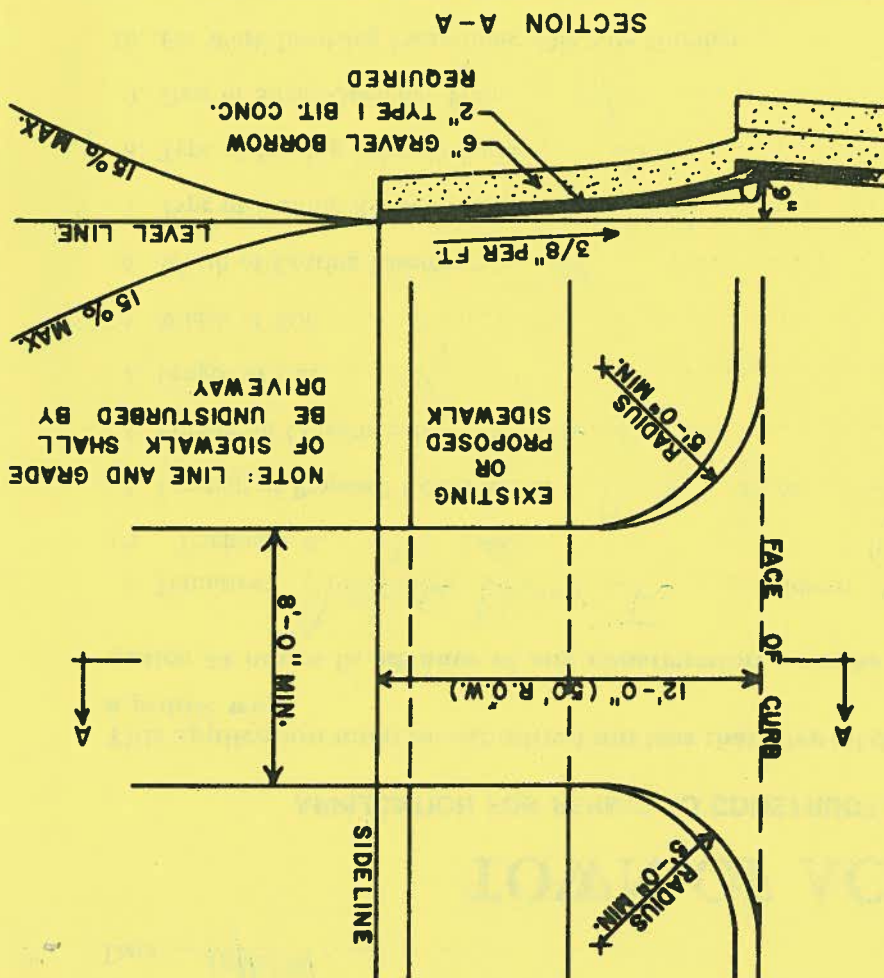 RADIUS
5'-0" MIN.
SIDELINE
A
A
12'-0" (50' R.O.W.)
8'-0" MIN.
FACE OF CURB
EXISTING
OR
PROPOSED
SIDEWALK
NOTE: LINE AND GRADE
OF SIDEWALK SHALL
BE UNDISTURBED BY
DRIVEWAY
RADIUS
5'-0" MIN.
15% MAX.
3/8" PER FT.
LEVEL LINE
6"
15% MAX.
6" GRAVEL BORROW
2" TYPE I BIT. CONC.
REQUIRED
SECTION A-A